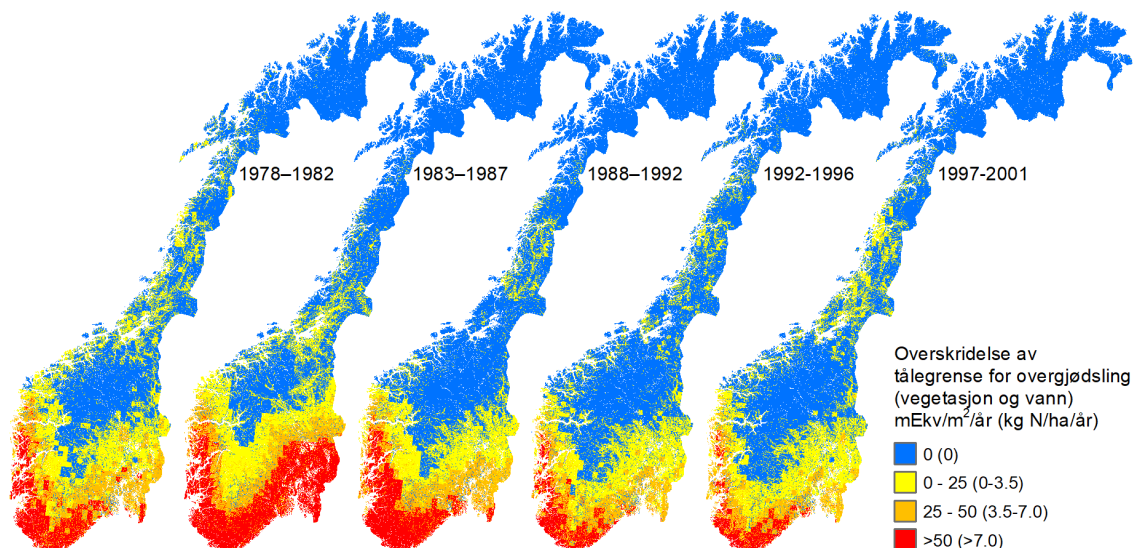 1978–1982
1983–1987
1988–1992
1992-1996
1997-2001
Overskridelse av
tålegrense for overgjødsling
(vegetasjon og vann)
mEkv/m²/år (kg N/ha/år)
0 (0)
0 - 25 (0-3.5)
25 - 50 (3.5-7.0)
>50 (>7.0)